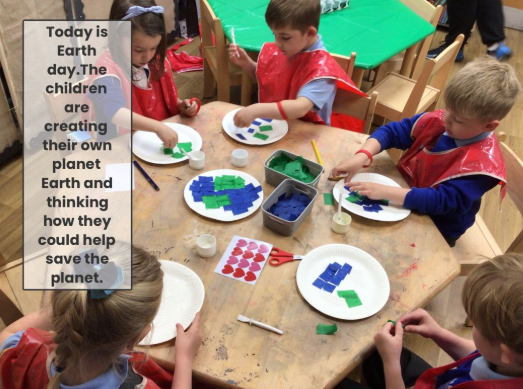 Today is
Earth
day.The
children
are
creating
their own
planet
Earth and
thinking
how they
could help
save the
planet.